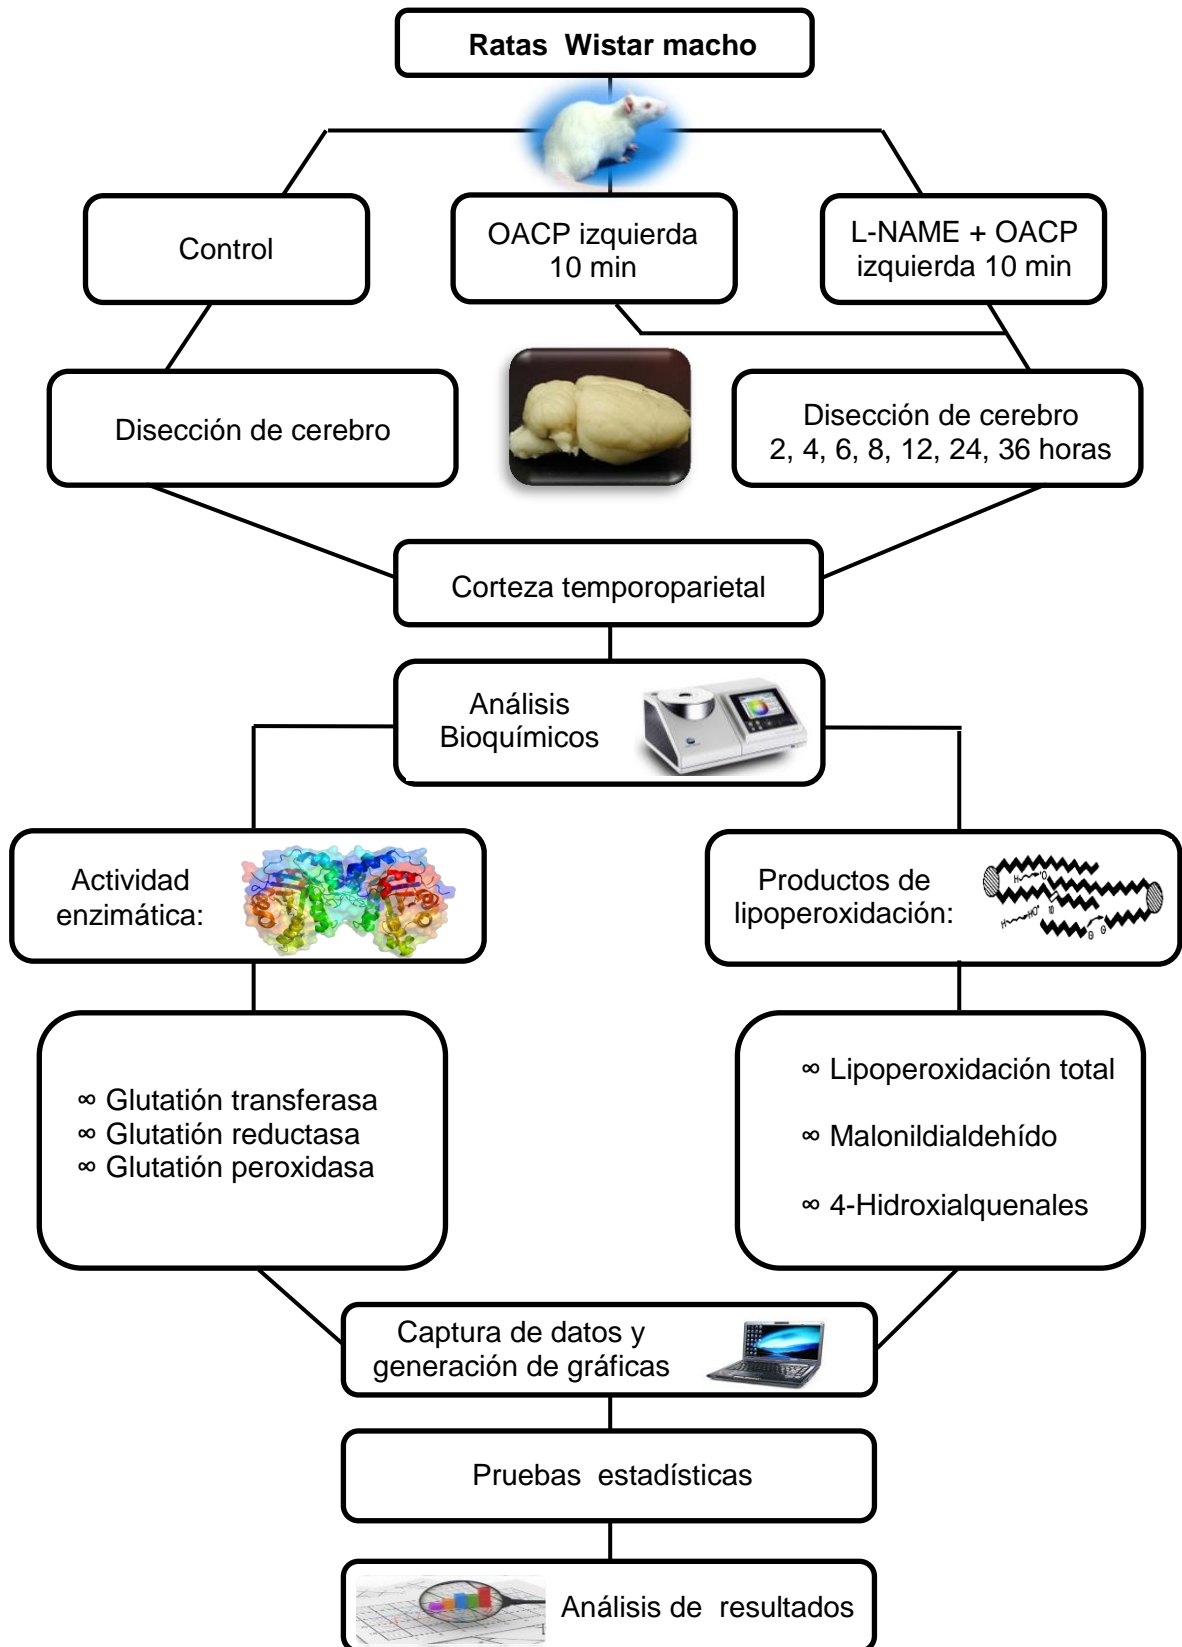 Ratas Wistar macho
Control
OACP izquierda
10 min
L-NAME + OACP
izquierda 10 min
Disección de cerebro
Disección de cerebro
2, 4, 6, 8, 12, 24, 36 horas
Corteza temporoparietal
Análisis
Bioquímicos
Actividad
enzimática:
Productos de
lipoperoxidación:
∞ Glutatión transferasa
∞ Glutatión reductasa
∞ Glutatión peroxidasa
∞ Lipoperoxidación total
∞ Malonildialdehído
∞ 4-Hidroxialquenales
Captura de datos y
generación de gráficas
Pruebas estadísticas
Análisis de resultados